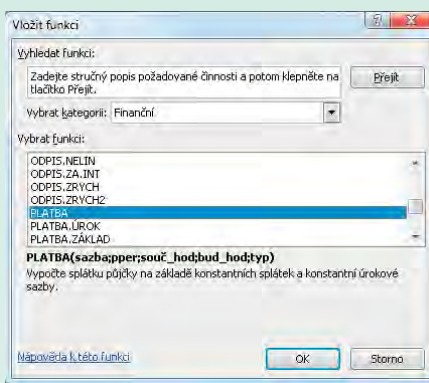 Vložit funkci
Vyhledat funkci:
Zadejte stručný popis požadované činnosti a potom klepněte na
tlačítko Přejít.
Přejít
Vybrat kategorii: Finanční
Vybrat funkci:
ODPIS.NELIN
ODPIS.ZA.INT
ODPIS.ZRYCH
ODPIS.ZRYCH2
PLATBA
PLATBA.ÚROK
PLATBA.ZÁKLAD
PLATBA(sazba;pper;souč_hod;bud_hod;typ)
Vypočte splátku půjčky na základě konstantních splátek a konstantní úrokové
sazby.
Nápověda k této funkci
OK
Storno